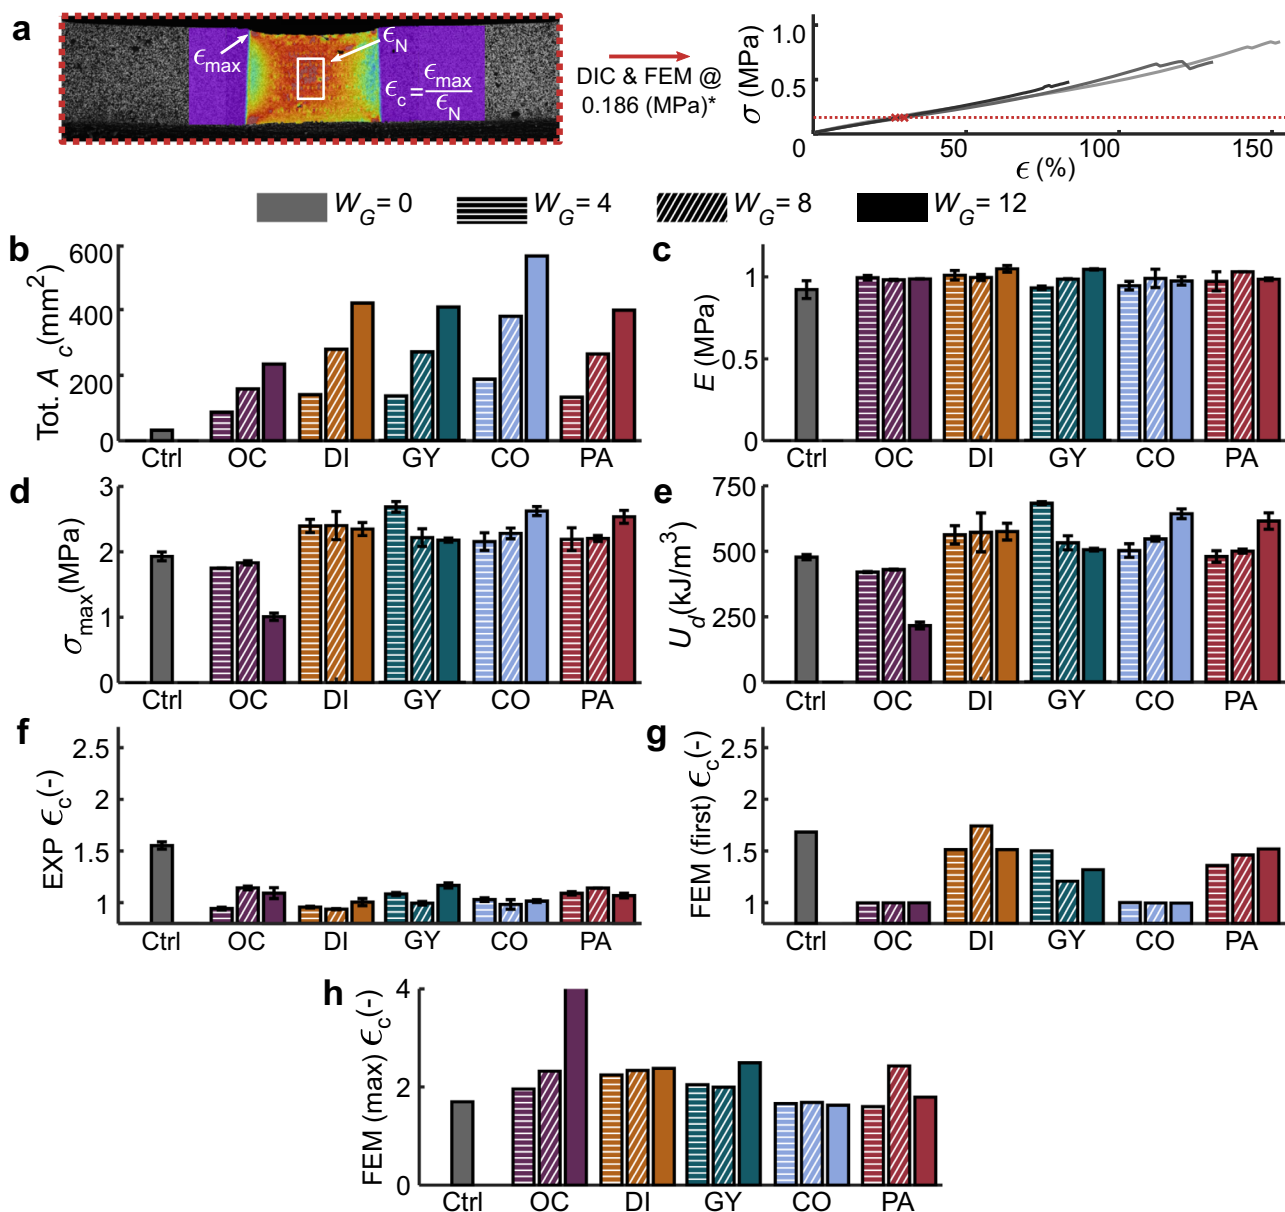 a
ϵmax
ϵN
ϵc=ϵmax/ϵN
DIC & FEM @
0.186 (MPa)*
σ (MPa)
1.0
0.5
0
50
100
150
ϵ (%)
WG= 0
WG= 4
WG= 8
WG= 12
b
Tot. A c(mm2)
600
400
200
0
Ctrl
OC
DI
GY
CO
PA
c
E (MPa)
1
0.5
0
Ctrl
OC
DI
GY
CO
PA
d
σmax(MPa)
3
2
1
0
Ctrl
OC
DI
GY
CO
PA
e
Ud(kJ/m3)
750
500
250
0
Ctrl
OC
DI
GY
CO
PA
f
EXP ϵc(-)
2.5
2
1.5
1
Ctrl
OC
DI
GY
CO
PA
g
FEM (first) ϵc(-)
2.5
2
1.5
1
Ctrl
OC
DI
GY
CO
PA
h
FEM (max) ϵc(-)
4
2
0
Ctrl
OC
DI
GY
CO
PA